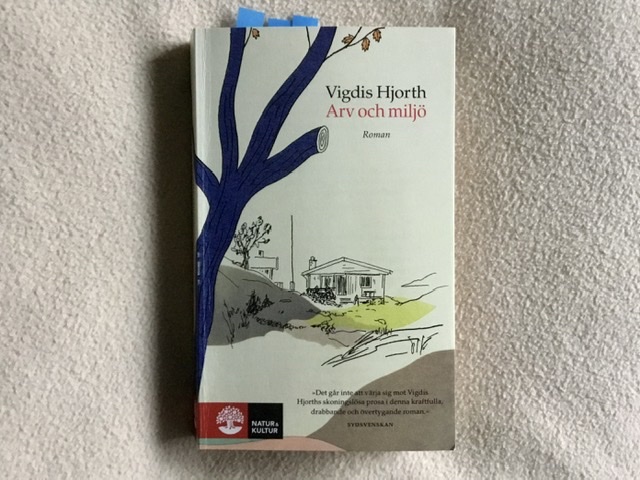 Vigdis Hjorth
Arv och miljö
Roman
»Det går inte att värja sig mot Vigdis
Hjorths skoningslösa prosa i denna kraftfulla,
drabbande och övertygande roman.«
SYDSVENSKAN
NATUR &
KULTUR